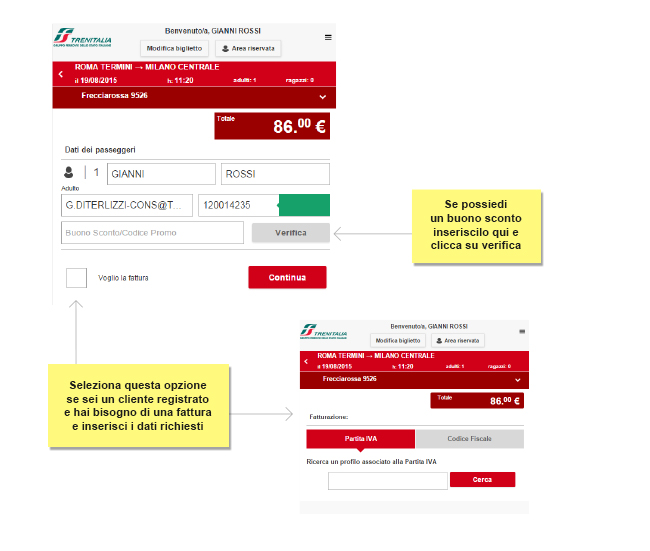 Benvenuto/a, GIANNI ROSSI
TRENITALIA
GRUPPO FERROVIE DELLO STATO ITALIANE
Modifica biglietto
Area riservata
ROMA TERMINI → MILANO CENTRALE
il 19/08/2015 h: 11:20 adulti: 1 ragazzi: 0
Frecciarossa 9526
Totale
86.00 €
Dati dei passeggeri
1 GIANNI ROSSI
Adulto
G.DITERLIZZI-CONS@T... 120014235
Buono Sconto/Codice Promo Verifica
Voglio la fattura Continua
Se possiedi
un buono sconto
inseriscilo qui e
clicca su verifica
Seleziona questa opzione
se sei un cliente registrato
e hai bisogno di una fattura
e inserisci i dati richiesti
Benvenuto/a, GIANNI ROSSI
TRENITALIA
GRUPPO FERROVIE DELLO STATO ITALIANE
Modifica biglietto
Area riservata
ROMA TERMINI → MILANO CENTRALE
il 19/08/2015 h: 11:20 adulti: 1 ragazzi: 0
Frecciarossa 9526
Totale
86.00 €
Fatturazione:
Partita IVA Codice Fiscale
Ricerca un profilo associato alla Partita IVA
Cerca